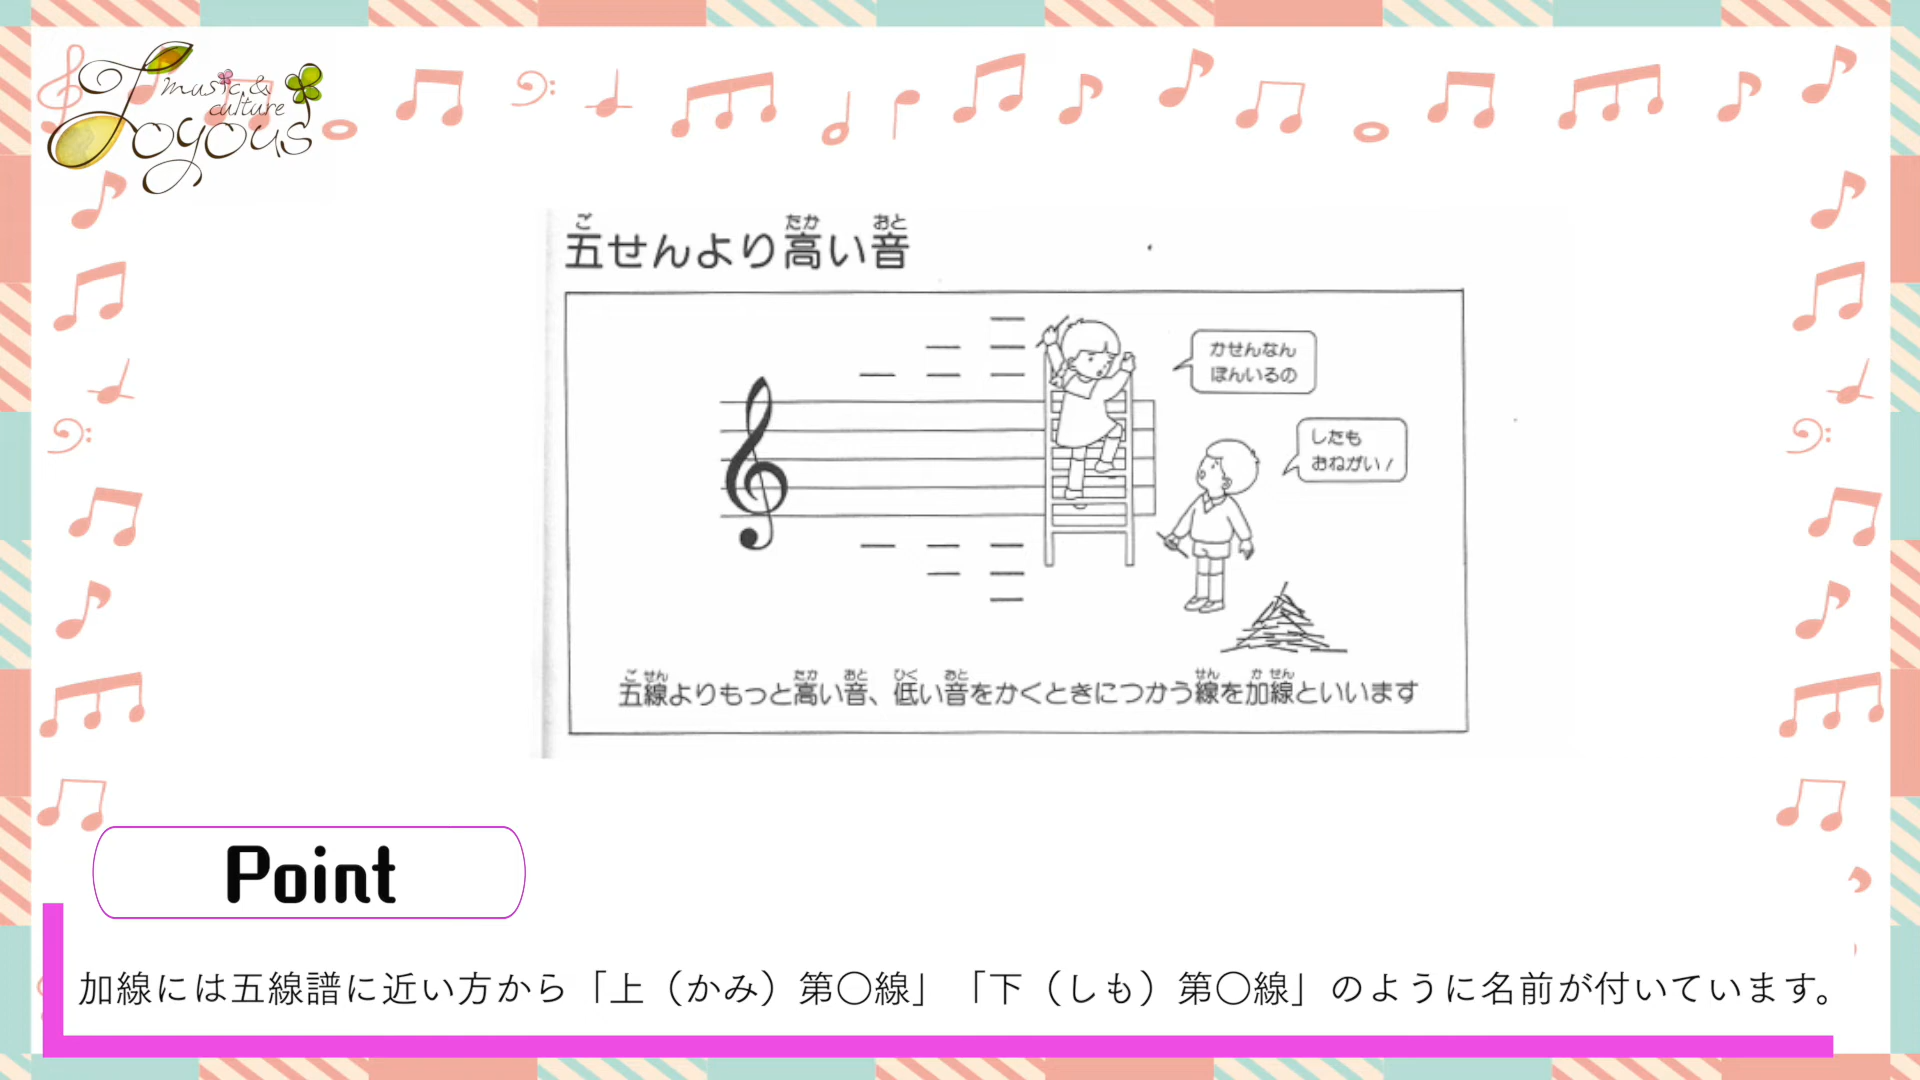 music &
culture
Joyous
五せんより高い音
かせんなん
ぼんいるの
したも
おねがい!
五線よりもっと高い音、低い音をかくときにつかう線を加線といいます
Point
加線には五線譜に近い方から「上（かみ）第〇線」「下（しも）第〇線」のように名前が付いています。